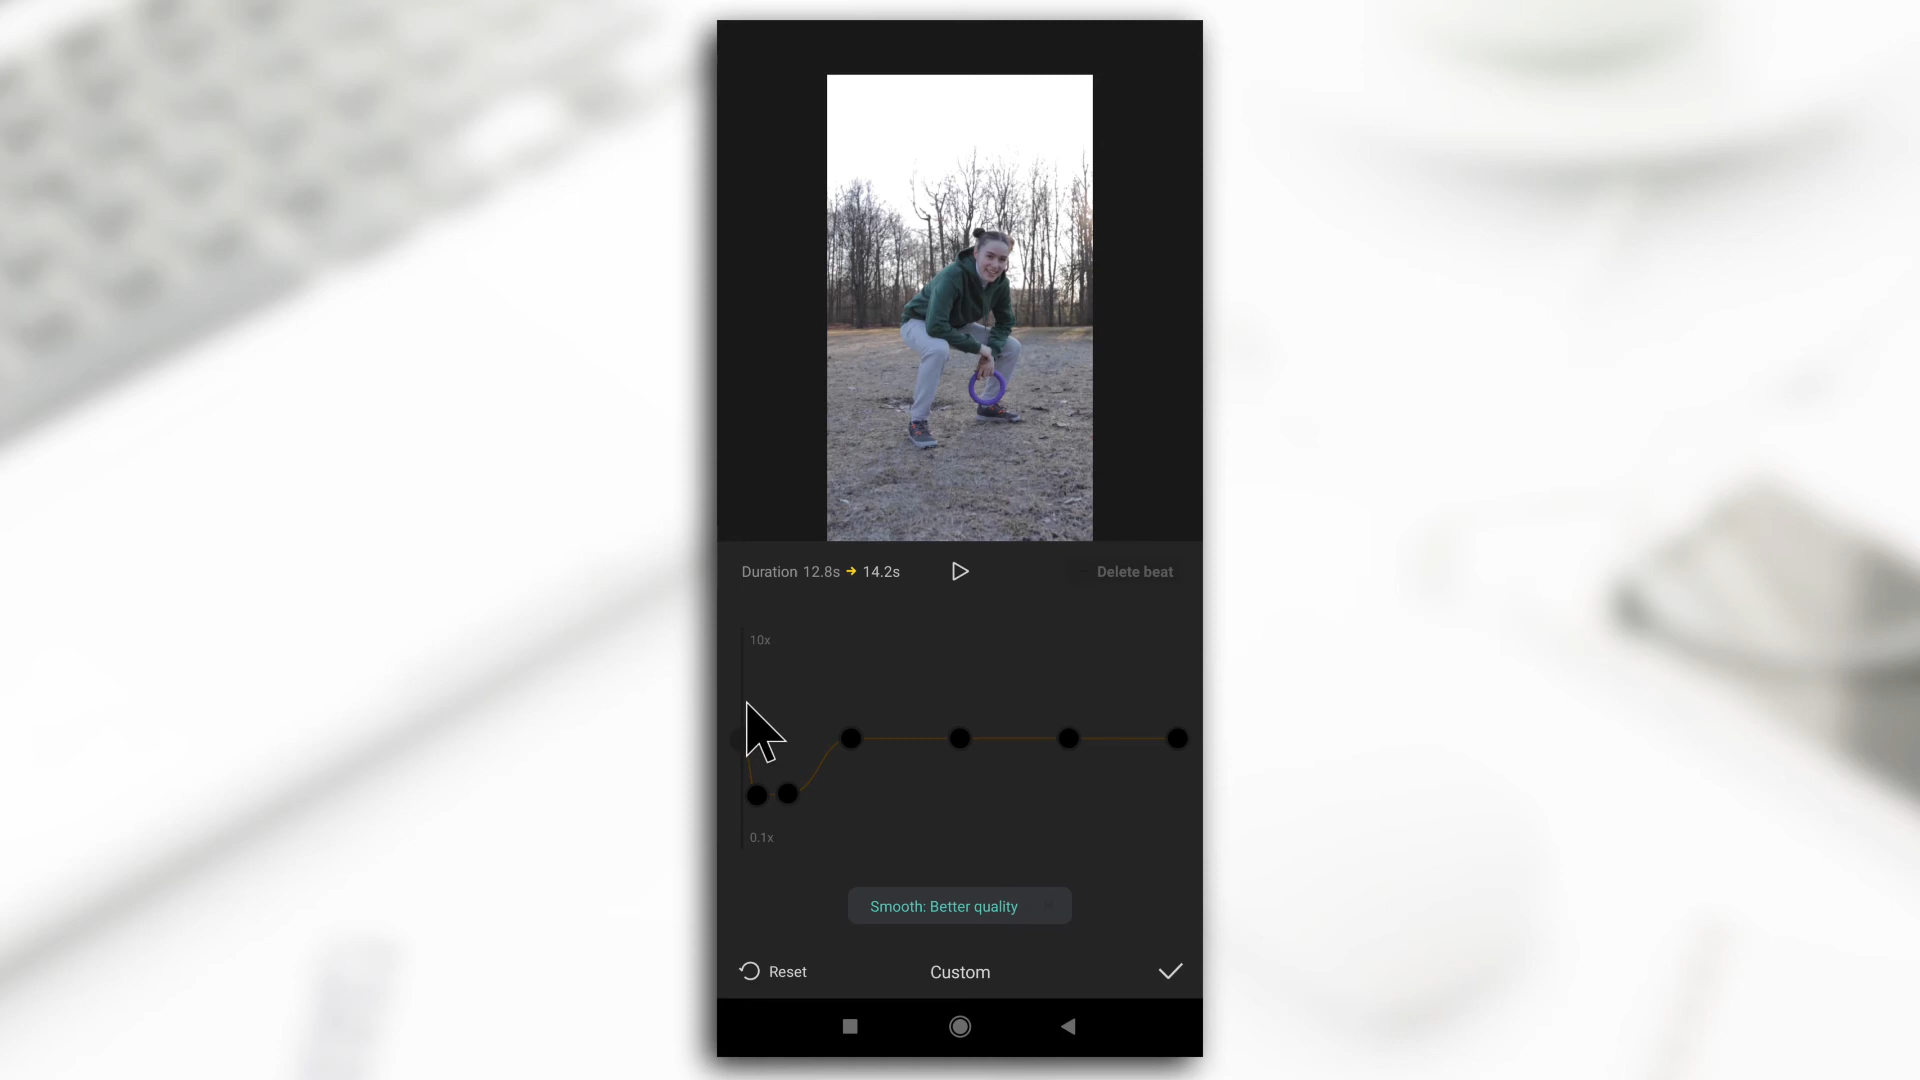 Duration 12.8s → 14.2s
Delete beat
10x
0.1x
Smooth: Better quality
Reset
Custom